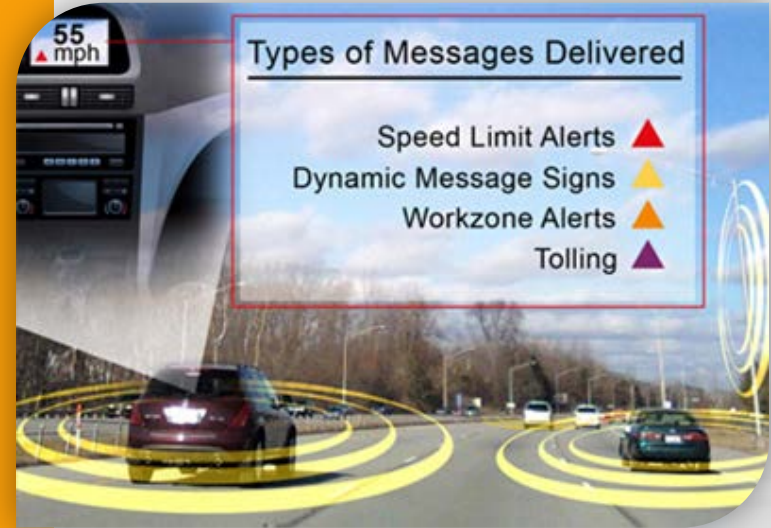 55
mph
Types of Messages Delivered
Speed Limit Alerts
Dynamic Message Signs
Workzone Alerts
Tolling